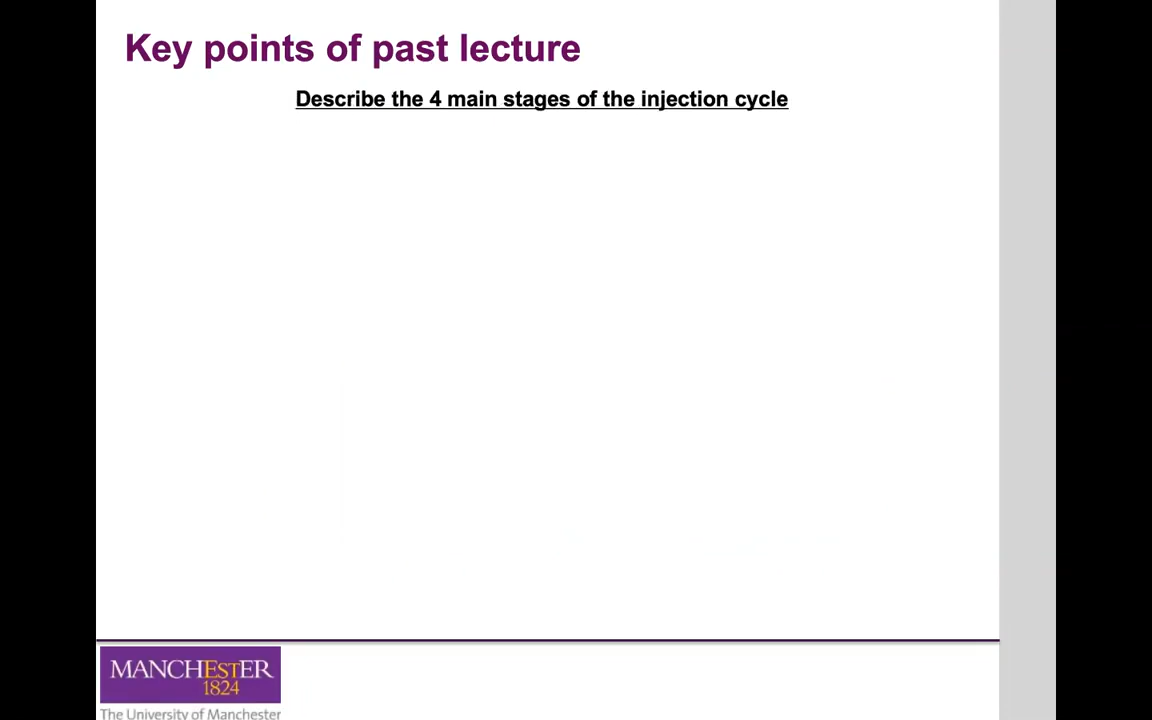 Key points of past lecture
Describe the 4 main stages of the injection cycle
MANCHESTER
1824
The University of Manchester